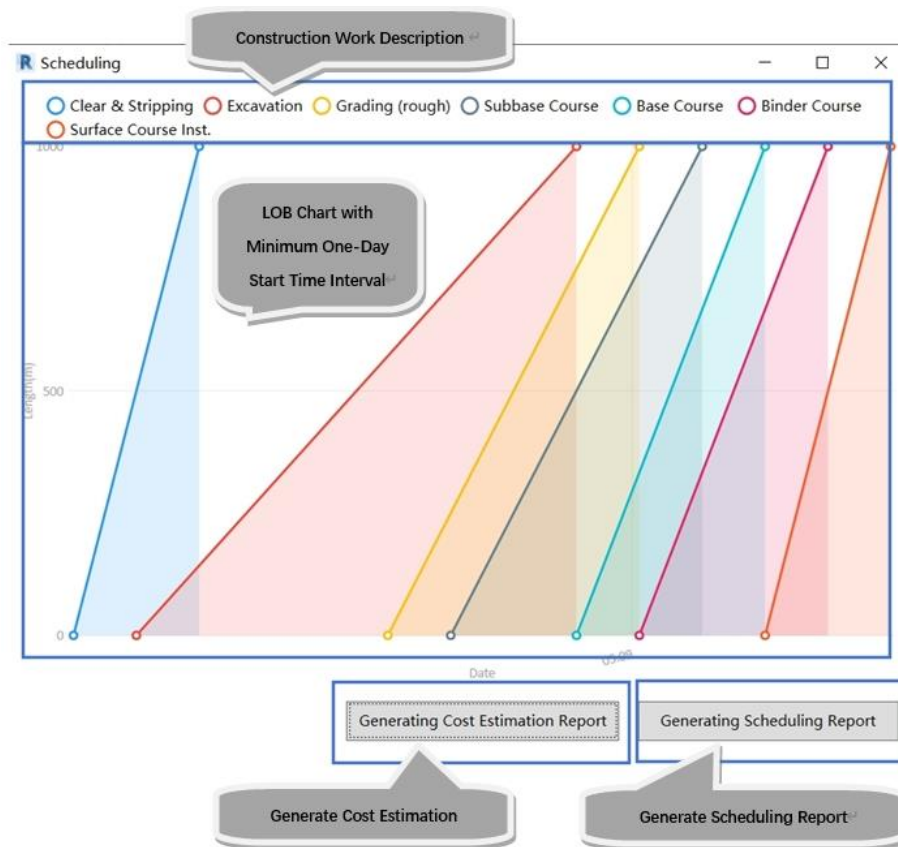 Construction Work Description
Scheduling
Clear & Stripping Excavation Grading (rough) Subbase Course Base Course Binder Course
Surface Course Inst.
1000
LOB Chart with
Minimum One-Day
Start Time Interval
Length(m)
500
0
05:09
Date
Generating Cost Estimation Report Generating Scheduling Report
Generate Cost Estimation Generate Scheduling Report